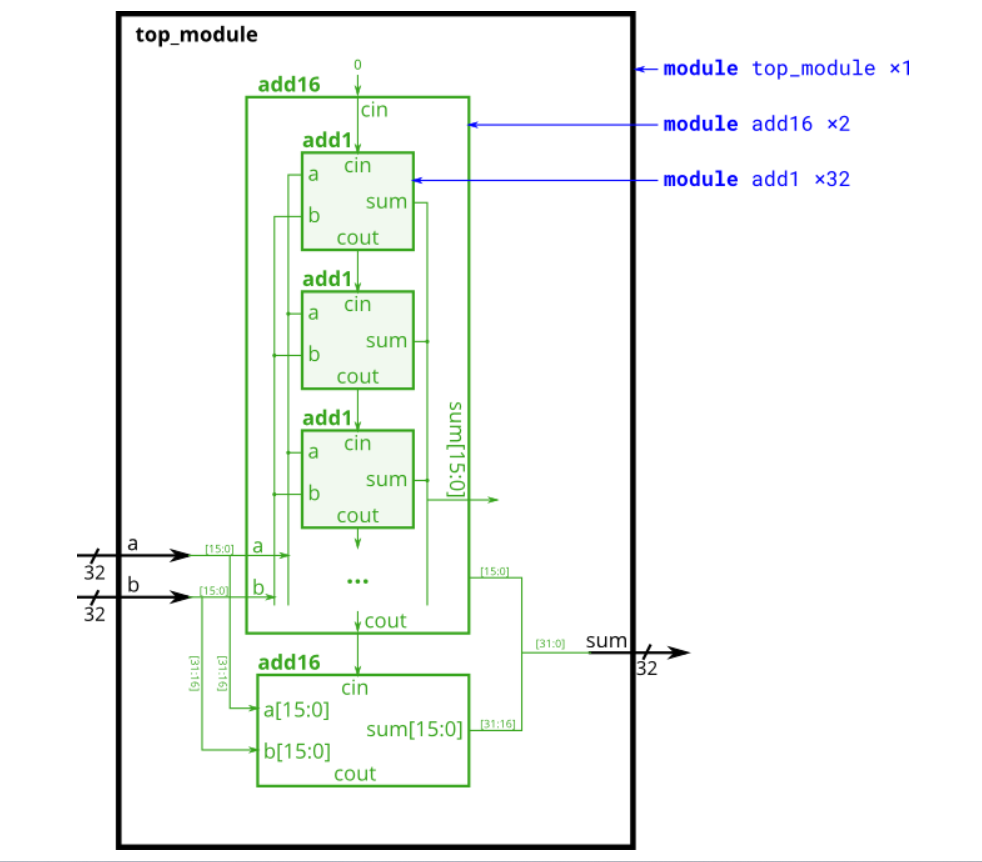 top_module
0
module top_module ×1
add16
cin
module add16 ×2
add1
cin
a
module add1 ×32
sum
b
cout
add1
cin
a
sum
b
cout
add1
cin
a
sum
b
cout
sum[15:0]
a
[15:0]
a
32
...
[15:0]
b
[15:0]
b
32
cout
sum
[31:0]
32
[31:16]
[31:16]
add16
cin
a[15:0]
sum[15:0]
[31:16]
b[15:0]
cout